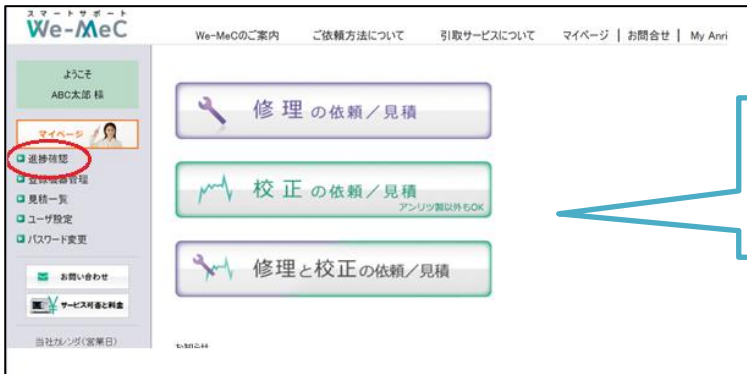 スマートサポート
We-MeC
We-MeCのご案内 ご依頼方法について 引取サービスについて マイページ | お問合せ | My Anri
ようこそ
ABC太郎 様
マイページ
進捗確認
登録機器管理
見積一覧
ユーザ設定
パスワード変更
お問い合わせ
サービス可否と料金
当社カレンダ(営業日)
修理の依頼／見積
校正の依頼／見積
アンリツ製以外もOK
修理と校正の依頼／見積
お知らせ